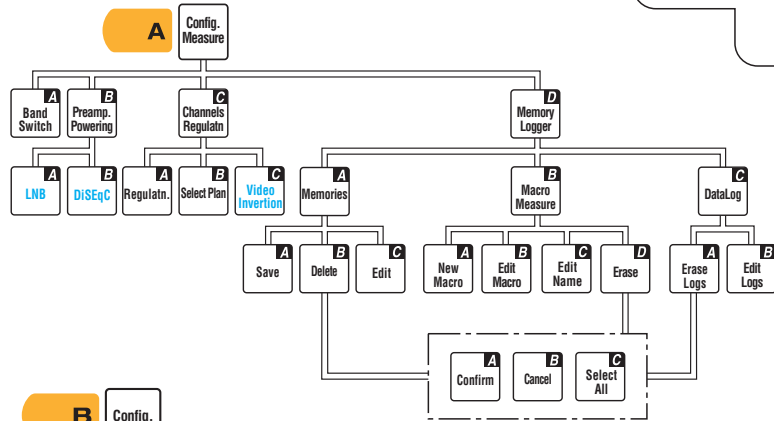 A
Config.
Measure
A
Band
Switch
B
Preamp.
Powering
C
Channels
Regulatn
D
Memory
Logger
A
LNB
B
DiSEqC
A
Regulatn.
B
Select Plan
C
Video
Invertion
A
Memories
B
Macro
Measure
C
DataLog
A
Save
B
Delete
C
Edit
A
New
Macro
B
Edit
Macro
C
Edit
Name
D
Erase
A
Erase
Logs
B
Edit
Logs
A
Confirm
B
Cancel
C
Select
All
B
Config.